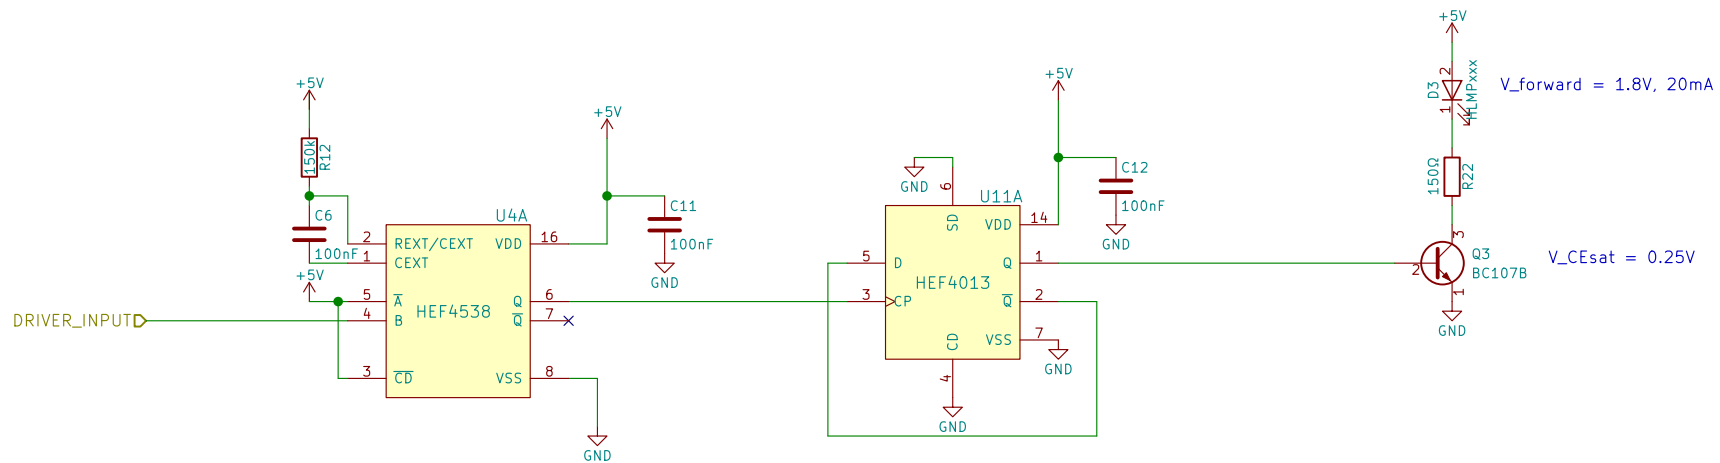 +5V
150k
R12
C6
100nF
+5V
DRIVER_INPUT
U4A
2
REXT/CEXT
VDD
16
1
CEXT
5
A
Q
6
HEF4538
4
B
Q
7
3
CD
VSS
8
GND
+5V
C11
100nF
GND
+5V
C12
100nF
GND
GND
6
U11A
SD
VDD
14
5
D
Q
1
HEF4013
3
CP
Q
2
CD
VSS
7
GND
4
GND
+5V
2
D3
HLMPxxx
1
V_forward = 1.8V, 20mA
150Ω
R22
3
Q3
2
BC107B
V_CEsat = 0.25V
1
GND